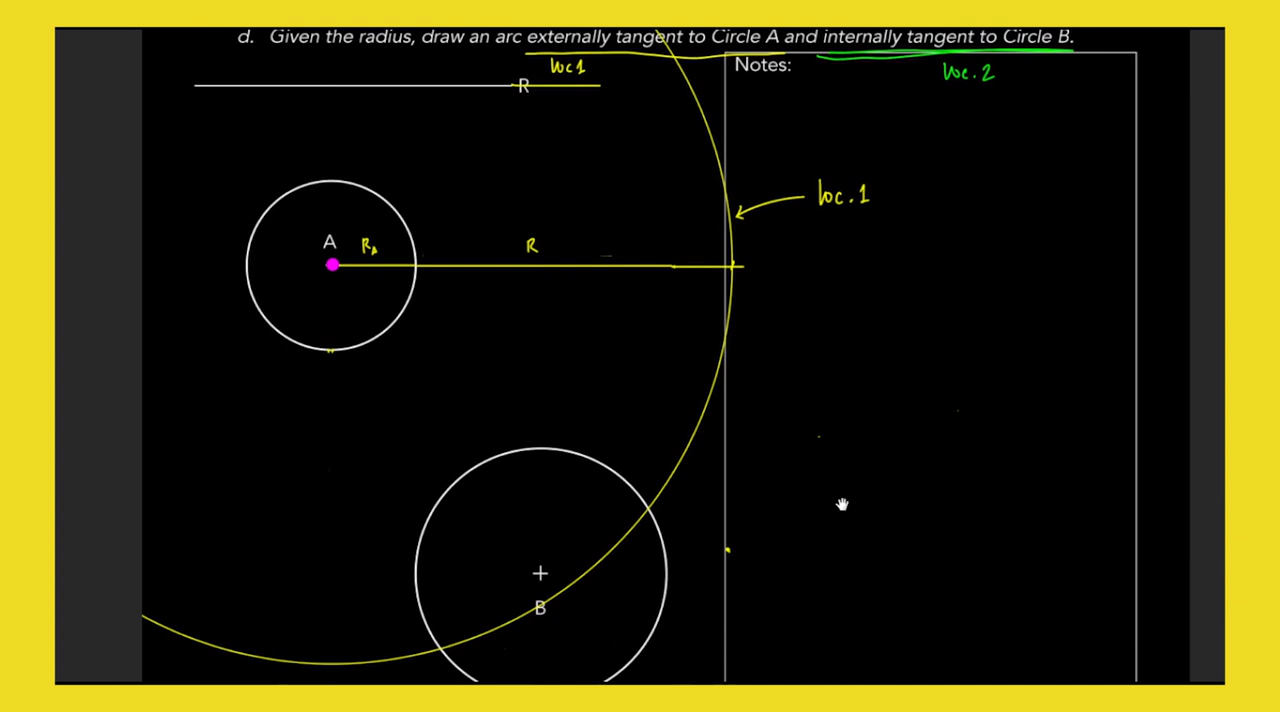 d. Given the radius, draw an arc externally tangent to Circle A and internally tangent to Circle B.
loc1
Notes:
loc.2
R
loc.1
A
RA
R
B